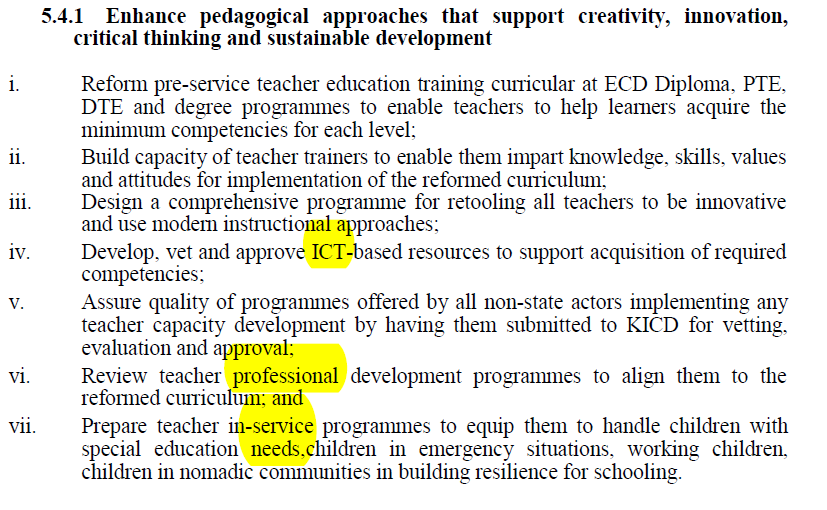 5.4.1 Enhance pedagogical approaches that support creativity, innovation,
critical thinking and sustainable development
i. Reform pre-service teacher education training curricular at ECD Diploma, PTE,
DTE and degree programmes to enable teachers to help learners acquire the
minimum competencies for each level;
ii. Build capacity of teacher trainers to enable them impart knowledge, skills, values
and attitudes for implementation of the reformed curriculum;
iii. Design a comprehensive programme for retooling all teachers to be innovative
and use modern instructional approaches;
iv. Develop, vet and approve ICT-based resources to support acquisition of required
competencies;
v. Assure quality of programmes offered by all non-state actors implementing any
teacher capacity development by having them submitted to KICD for vetting,
evaluation and approval;
vi. Review teacher professional development programmes to align them to the
reformed curriculum; and
vii. Prepare teacher in-service programmes to equip them to handle children with
special education needs,children in emergency situations, working children,
children in nomadic communities in building resilience for schooling.